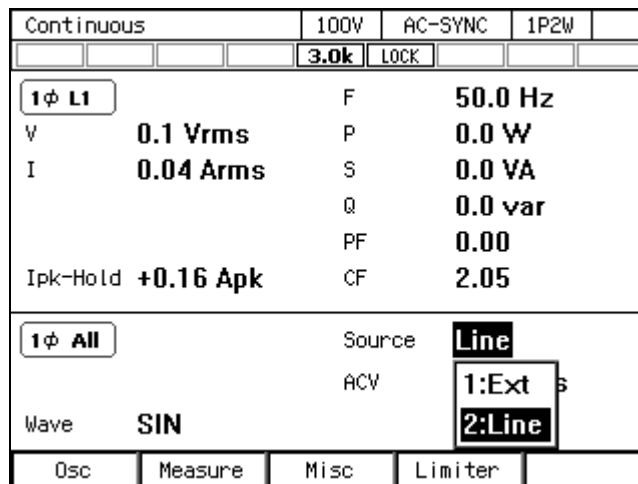 Continuous 100V AC-SYNC 1P2W
3.0k LOCK
1ϕ L1 F 50.0 Hz
V 0.1 Vrms P 0.0 W
I 0.04 Arms S 0.0 VA
Q 0.0 var
PF 0.00
Ipk-Hold +0.16 Apk CF 2.05
1ϕ All Source Line
ACV 1:Ext s
Wave SIN 2:Line
Osc Measure Misc Limiter